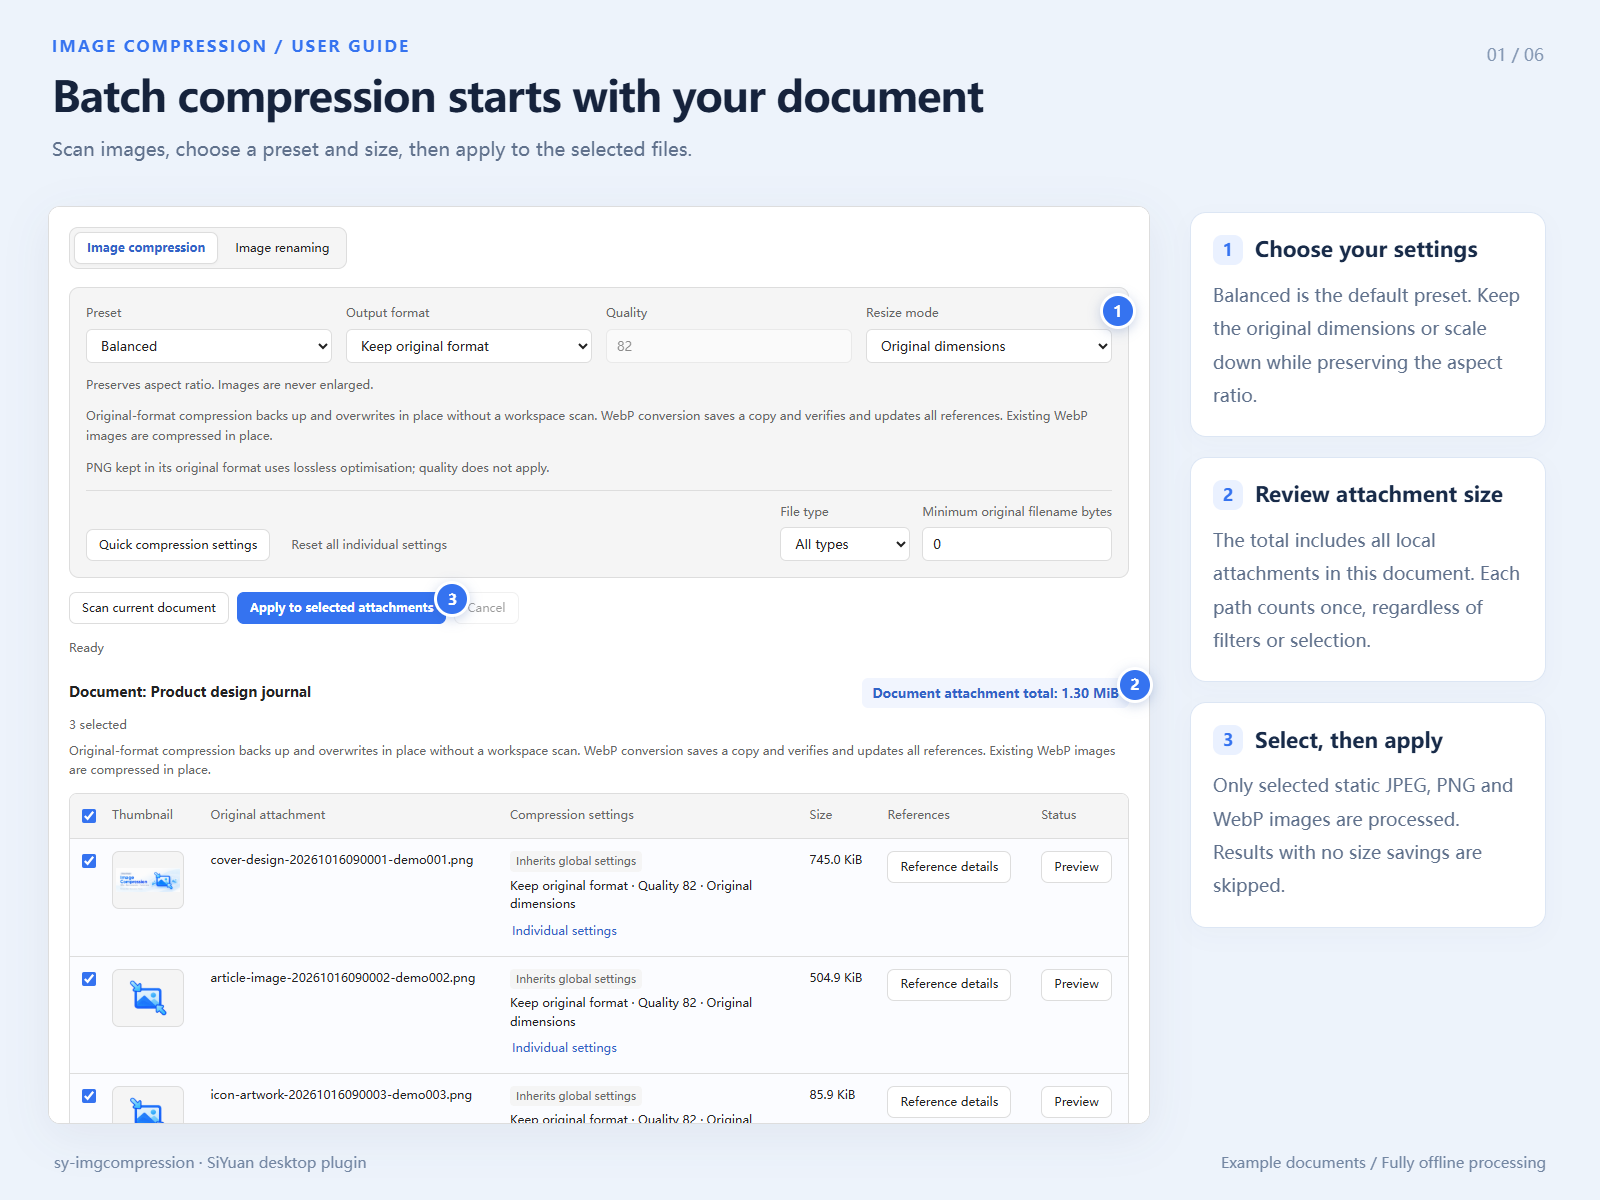 IMAGE COMPRESSION / USER GUIDE
01 / 06
Batch compression starts with your document
Scan images, choose a preset and size, then apply to the selected files.
Image compression
Image renaming
Preset
Output format
Quality
Resize mode
1
Balanced
Keep original format
82
Original dimensions
Preserves aspect ratio. Images are never enlarged.
Original-format compression backs up and overwrites in place without a workspace scan. WebP conversion saves a copy and verifies and updates all references. Existing WebP
images are compressed in place.
PNG kept in its original format uses lossless optimisation; quality does not apply.
File type
Minimum original filename bytes
Quick compression settings
Reset all individual settings
All types
0
Scan current document
Apply to selected attachments
3
Cancel
Ready
Document: Product design journal
Document attachment total: 1.30 MiB
2
3 selected
Original-format compression backs up and overwrites in place without a workspace scan. WebP conversion saves a copy and verifies and updates all references. Existing WebP images
are compressed in place.
Thumbnail
Original attachment
Compression settings
Size
References
Status
Image
Compression
cover-design-20261016090001-demo001.png
Inherits global settings
Keep original format · Quality 82 · Original
dimensions
Individual settings
745.0 KiB
Reference details
Preview
article-image-20261016090002-demo002.png
Inherits global settings
Keep original format · Quality 82 · Original
dimensions
Individual settings
504.9 KiB
Reference details
Preview
icon-artwork-20261016090003-demo003.png
Inherits global settings
Keep original format · Quality 82 · Original
85.9 KiB
Reference details
Preview
1 Choose your settings
Balanced is the default preset. Keep
the original dimensions or scale
down while preserving the aspect
ratio.
2 Review attachment size
The total includes all local
attachments in this document. Each
path counts once, regardless of
filters or selection.
3 Select, then apply
Only selected static JPEG, PNG and
WebP images are processed.
Results with no size savings are
skipped.
sy-imgcompression · SiYuan desktop plugin
Example documents / Fully offline processing